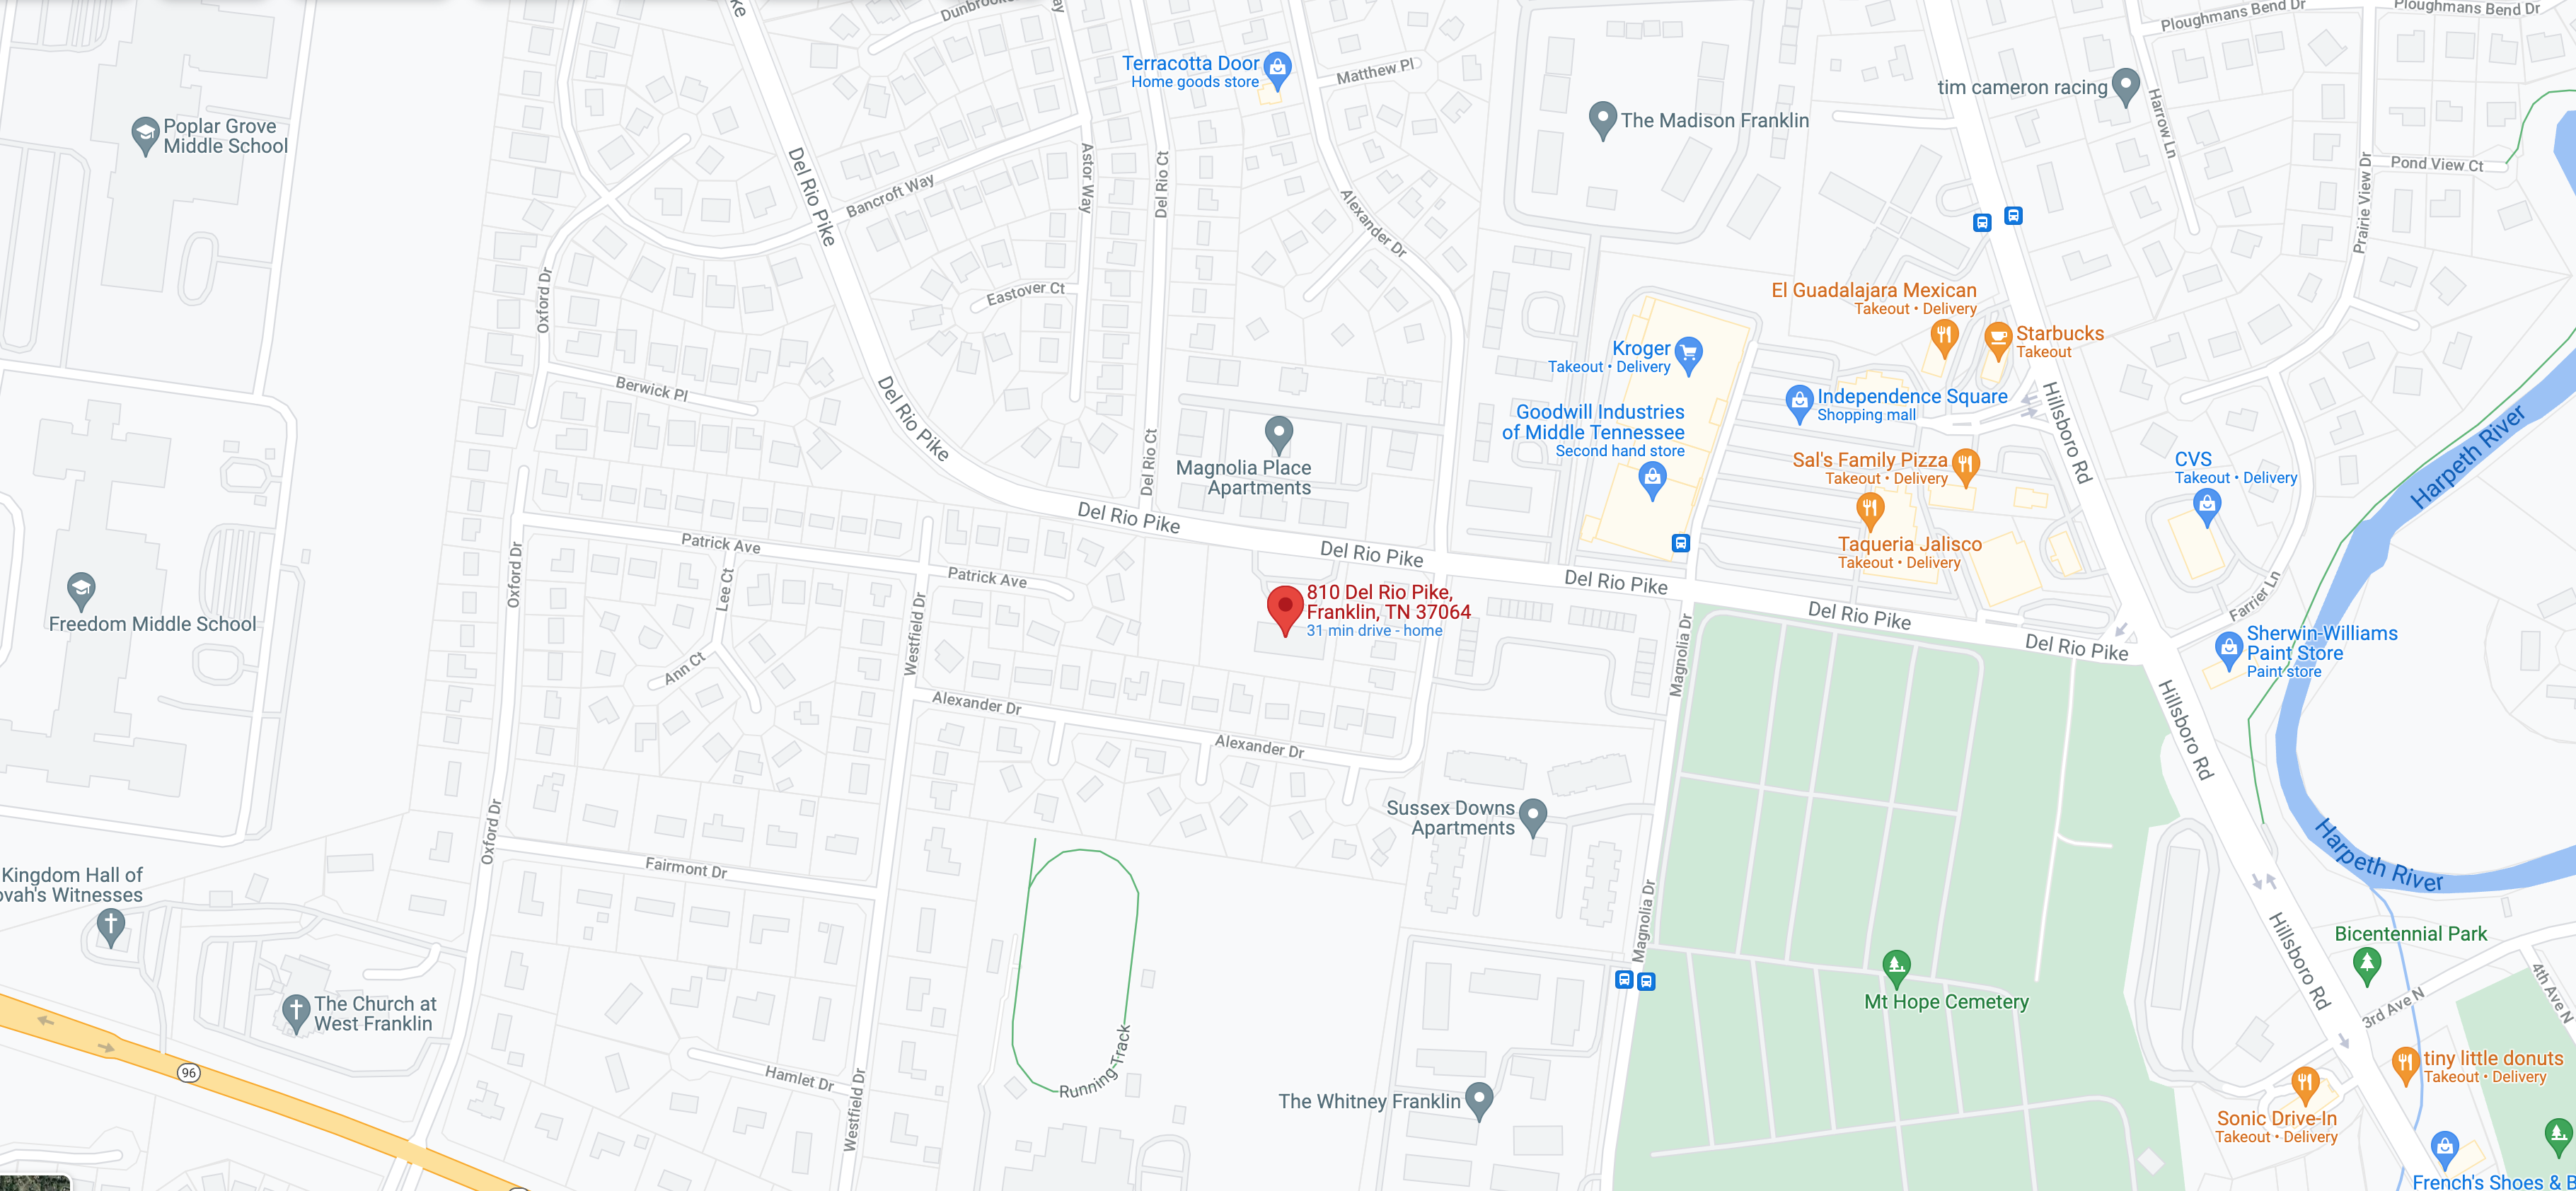 Dunbrook
Ploughmans Bend Dr
Ploughmans Bend Dr
Terracotta Door
Home goods store
Matthew Pl
tim cameron racing
Harrow Ln
The Madison Franklin
Poplar Grove
Middle School
Del Rio Pike
Bancroft Way
Astor Way
Del Rio Ct
Alexander Dr
Prairie View Dr
Pond View Ct
Oxford Dr
Eastover Ct
El Guadalajara Mexican
Takeout • Delivery
Starbucks
Takeout
Kroger
Takeout • Delivery
Berwick Pl
Del Rio Pike
Independence Square
Shopping mall
Hillsboro Rd
Harpeth River
Goodwill Industries
of Middle Tennessee
Second hand store
Magnolia Place
Apartments
Del Rio Ct
Sal's Family Pizza
Takeout • Delivery
CVS
Takeout • Delivery
Del Rio Pike
Del Rio Pike
Taqueria Jalisco
Takeout • Delivery
Patrick Ave
Patrick Ave
Oxford Dr
Lee Ct
Del Rio Pike
Del Rio Pike
Del Rio Pike
Farrier Ln
Freedom Middle School
810 Del Rio Pike,
Franklin, TN 37064
31 min drive - home
Westfield Dr
Magnolia Dr
Sherwin-Williams
Paint Store
Paint store
Ann Ct
Alexander Dr
Alexander Dr
Hillsboro Rd
Oxford Dr
Sussex Downs
Apartments
Fairmont Dr
Harpeth River
Kingdom Hall of
ovah's Witnesses
Magnolia Dr
Bicentennial Park
Hillsboro Rd
4th Ave N
3rd Ave N
The Church at
West Franklin
Mt Hope Cemetery
96
Running-Track
Hamlet Dr
Westfield Dr
The Whitney Franklin
tiny little donuts
Takeout • Delivery
Sonic Drive-In
Takeout • Delivery
French's Shoes & B